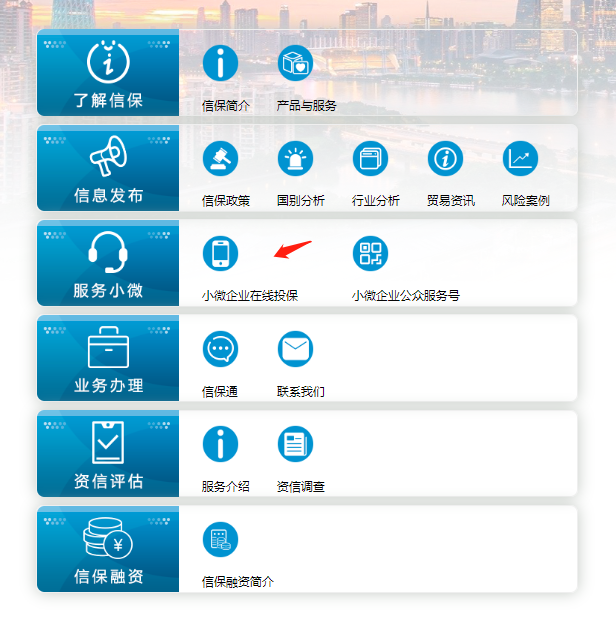 了解信保
信保简介 产品与服务
信息发布
信保政策 国别分析 行业分析 贸易资讯 风险案例
服务小微
小微企业在线投保 小微企业公众服务号
业务办理
信保通 联系我们
资信评估
服务介绍 资信调查
¥
信保融资
信保融资简介